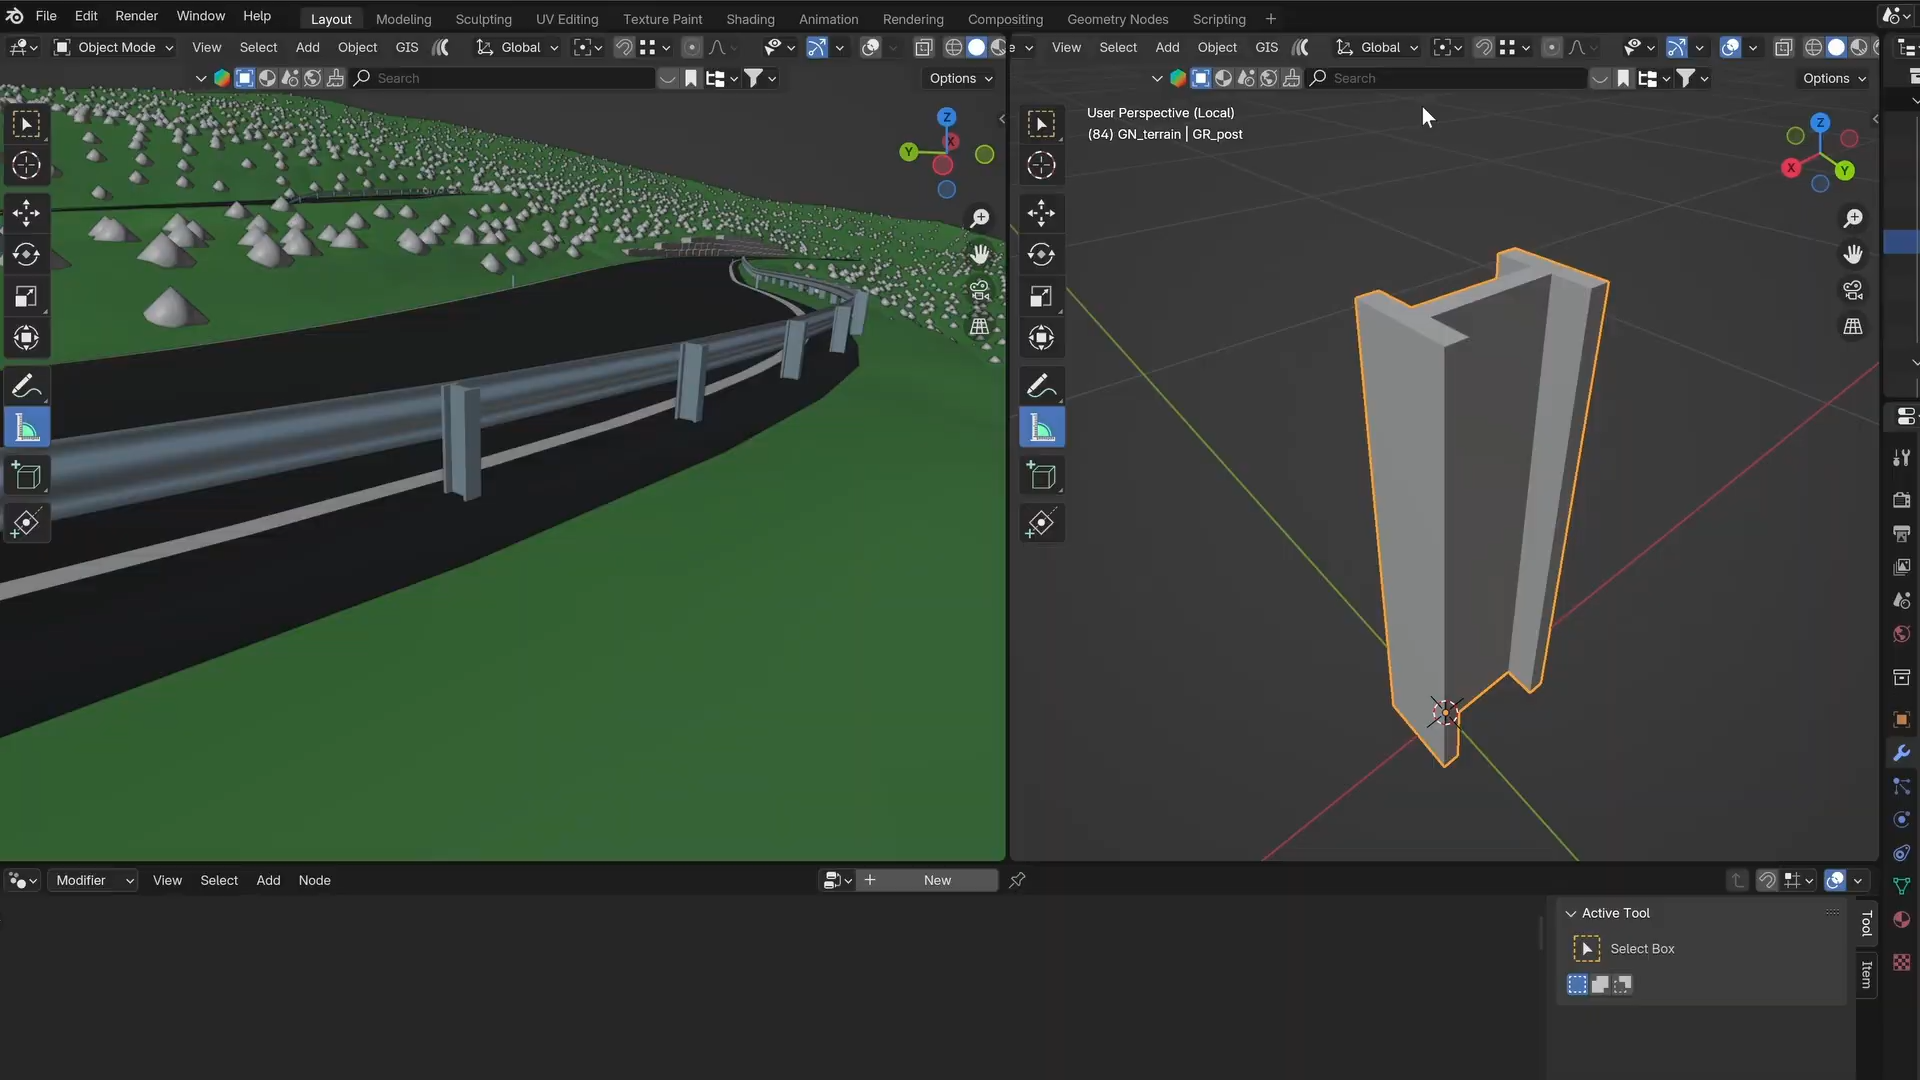 File Edit Render Window Help Layout Modeling Sculpting UV Editing Texture Paint Shading Animation Rendering Compositing Geometry Nodes Scripting +
Object Mode View Select Add Object GIS Global
View Select Add Object GIS Global
Search Options
Search Options
User Perspective (Local)
(84) GN_terrain | GR_post
Z
Y
X
Z
X
Y
Modifier View Select Add Node + New
Active Tool
Select Box
Tool
Item